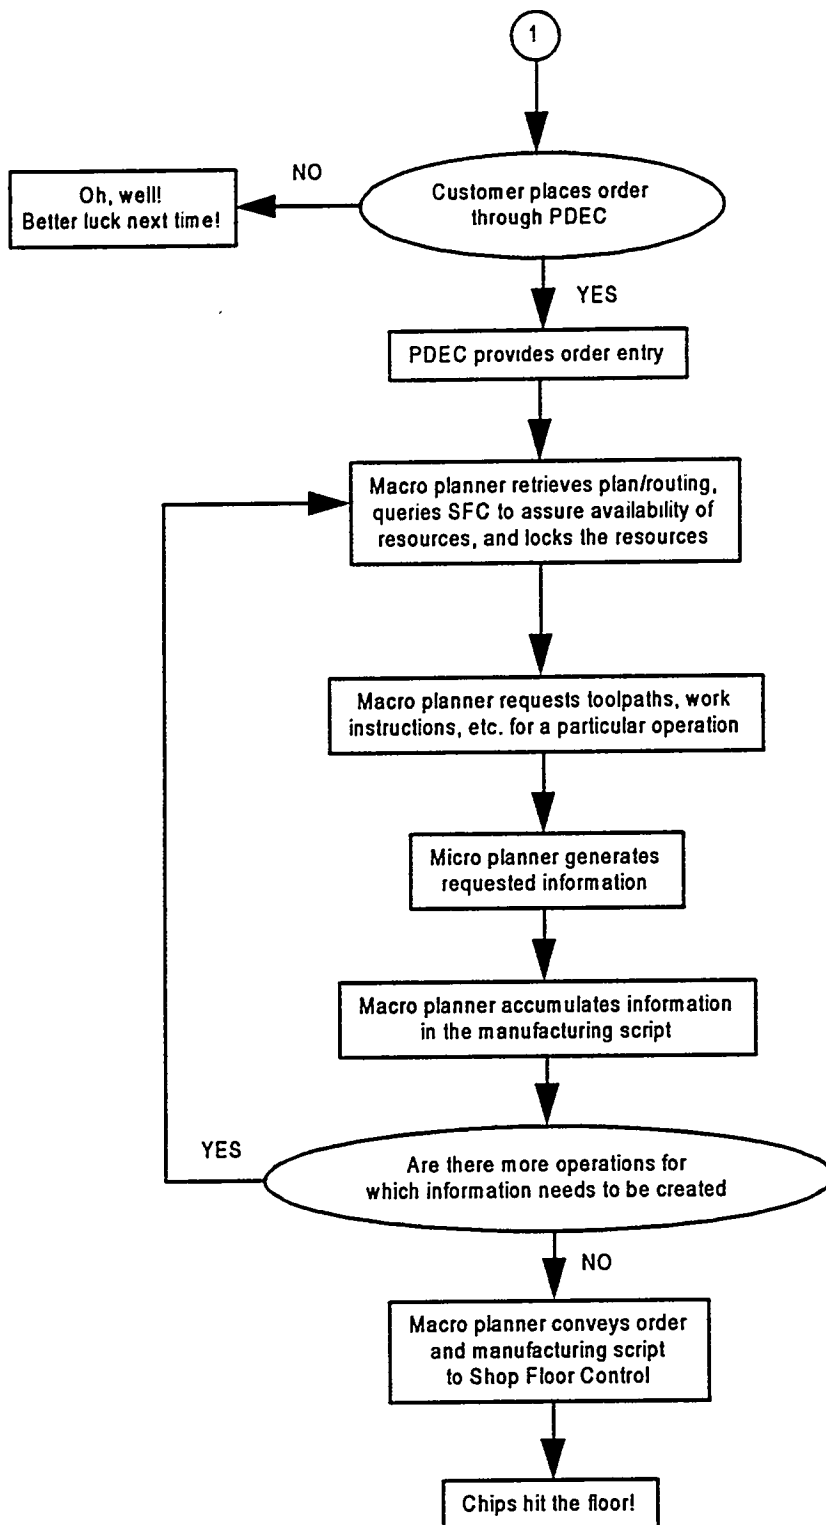 1
NO
Oh, well!
Better luck next time!
Customer places order
through PDEC
YES
PDEC provides order entry
Macro planner retrieves plan/routing,
queries SFC to assure availability of
resources, and locks the resources
Macro planner requests toolpaths, work
instructions, etc. for a particular operation
Micro planner generates
requested information
Macro planner accumulates information
in the manufacturing script
YES
Are there more operations for
which information needs to be created
NO
Macro planner conveys order
and manufacturing script
to Shop Floor Control
Chips hit the floor!